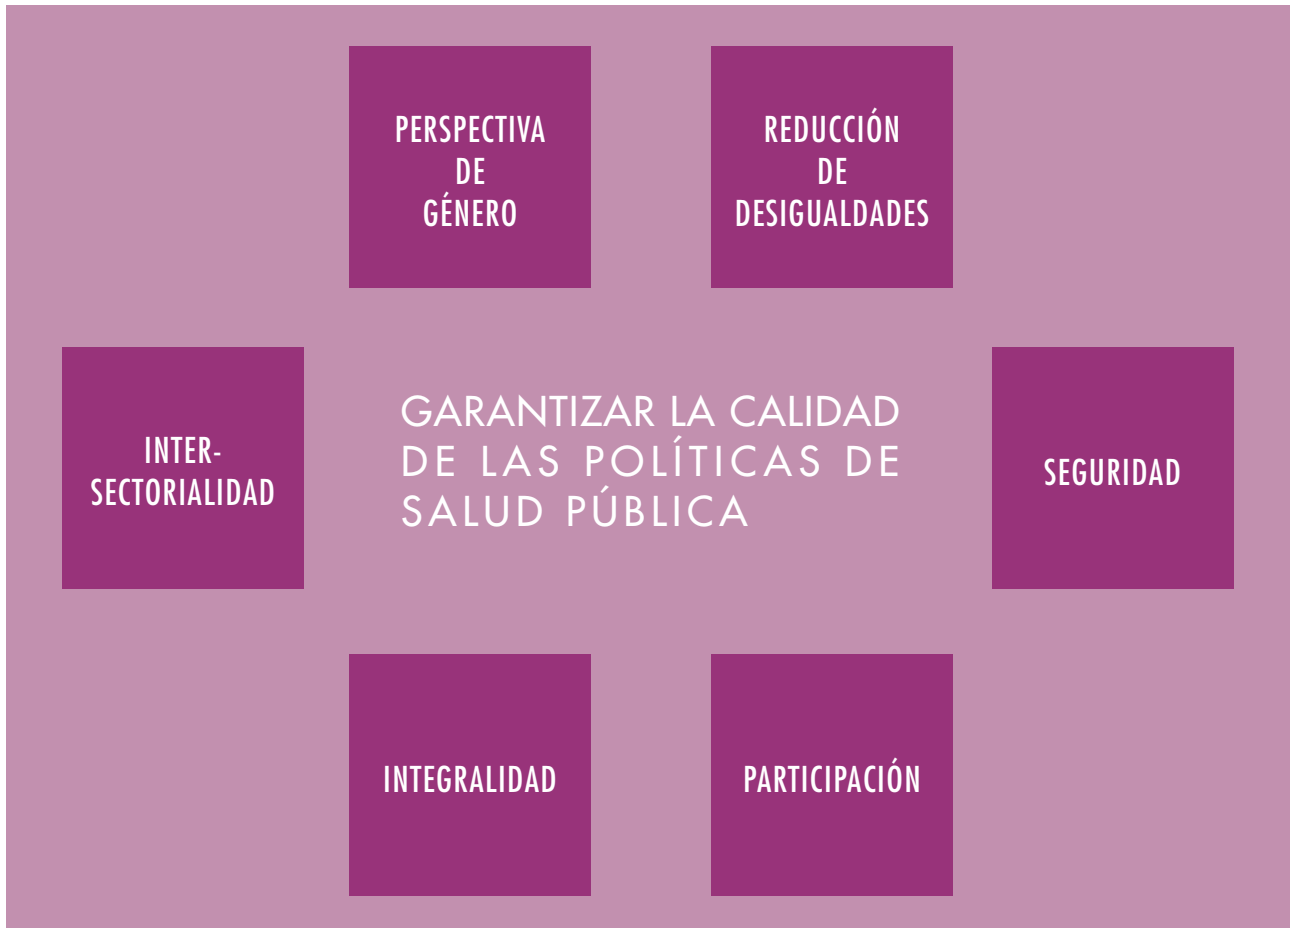 PERSPECTIVA
DE
GÉNERO
REDUCCIÓN
DE
DESIGUALDADES
INTER-
SECTORIALIDAD
GARANTIZAR LA CALIDAD
DE LAS POLÍTICAS DE
SALUD PÚBLICA
SEGURIDAD
INTEGRALIDAD
PARTICIPACIÓN